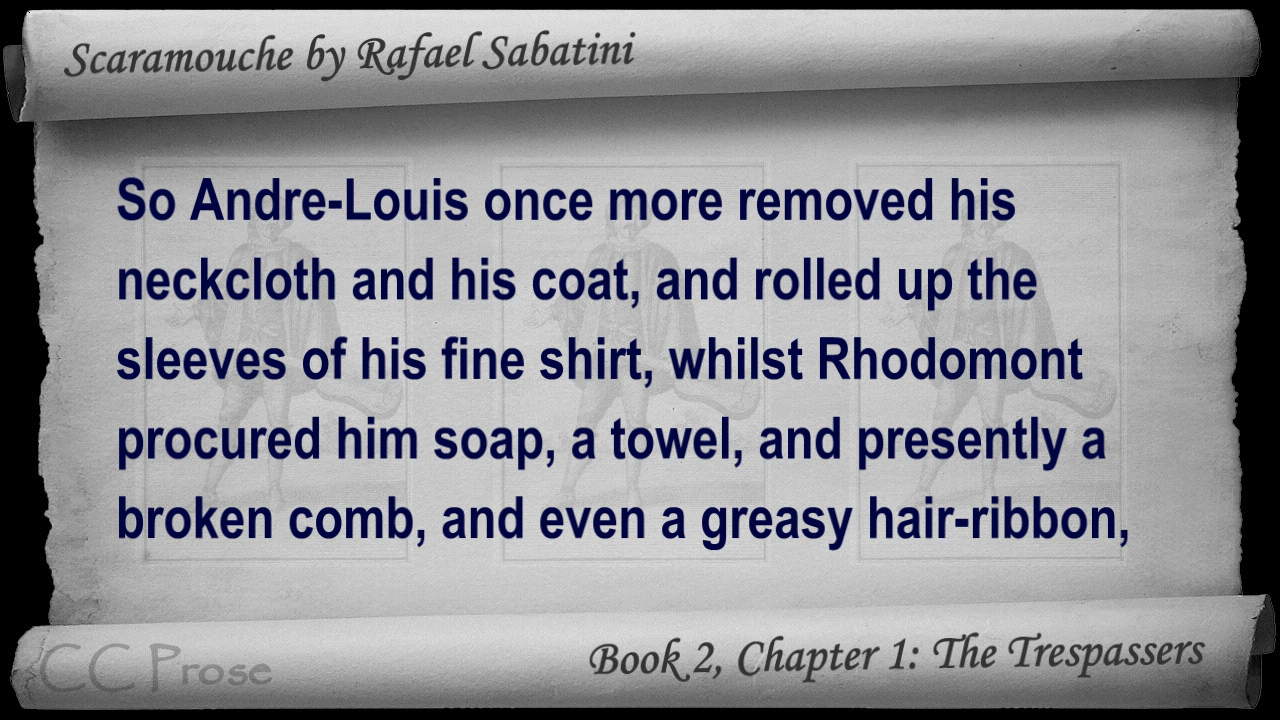 Scaramouche by Rafael Sabatini
So Andre-Louis once more removed his
neckcloth and his coat, and rolled up the
sleeves of his fine shirt, whilst Rhodomont
procured him soap, a towel, and presently a
broken comb, and even a greasy hair-ribbon,
CC Prose
Book 2, Chapter 1: The Trespassers